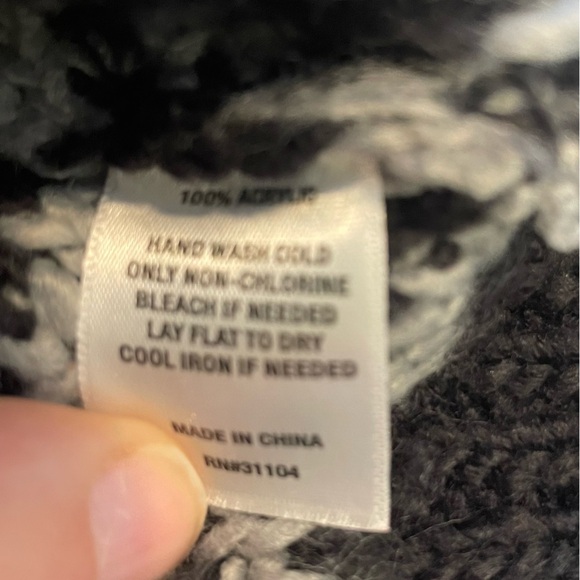 100% ACRYLIC
HAND WASH COLD
ONLY NON-CHLORINE
BLEACH IF NEEDED
LAY FLAT TO DRY
COOL IRON IF NEEDED
MADE IN CHINA
RN#31104